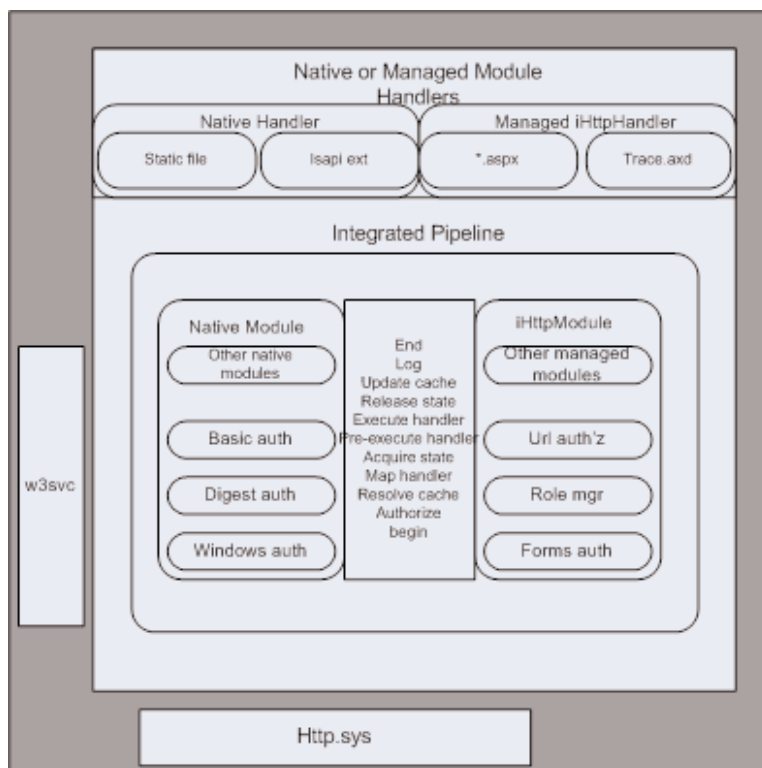 Native or Managed Module
Handlers
Native Handler
Managed iHttpHandler
Static file
Isapi ext
*.aspx
Trace.axd
Integrated Pipeline
Native Module
Other native
modules
Basic auth
Digest auth
Windows auth
End
Log
Update cache
Release state
Execute handler
Pre-execute handler
Acquire state
Map handler
Resolve cache
Authorize
begin
iHttpModule
Other managed
modules
Url auth'z
Role mgr
Forms auth
w3svc
Http.sys